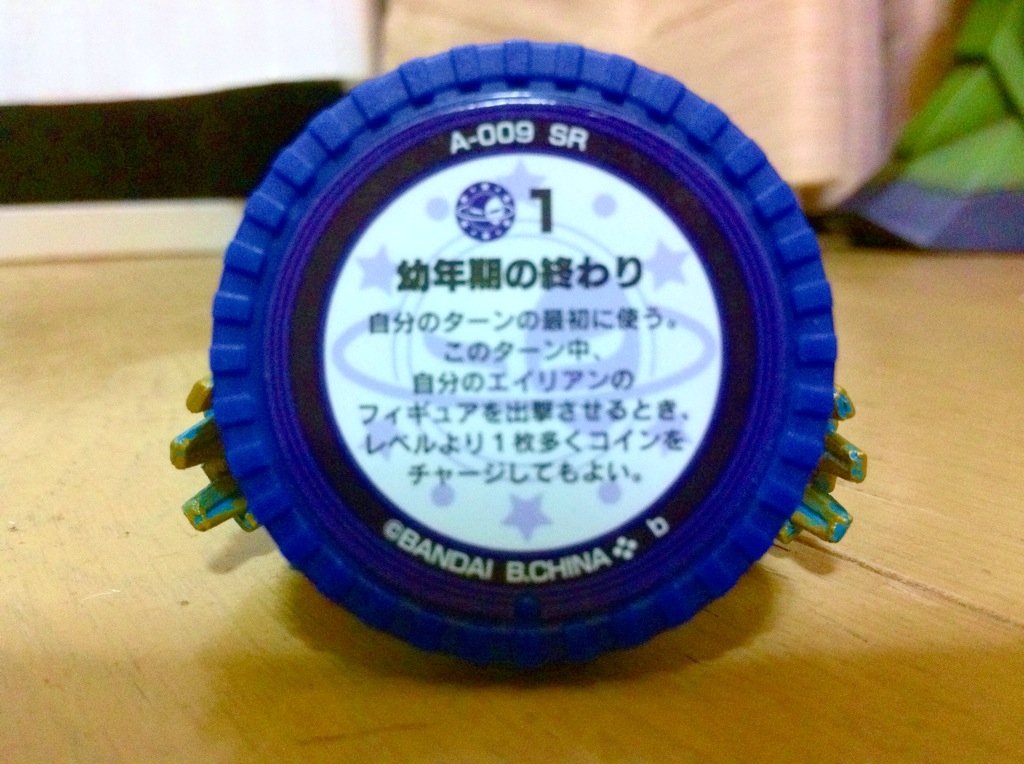 A-009 SR
1
幼年期の終わり
自分のターンの最初に使う。
このターン中、
自分のエイリアンの
フィギュアを出撃させるとき、
レベルより1枚多くコインを
チャージしてもよい。
©BANDAI B.CHINA b